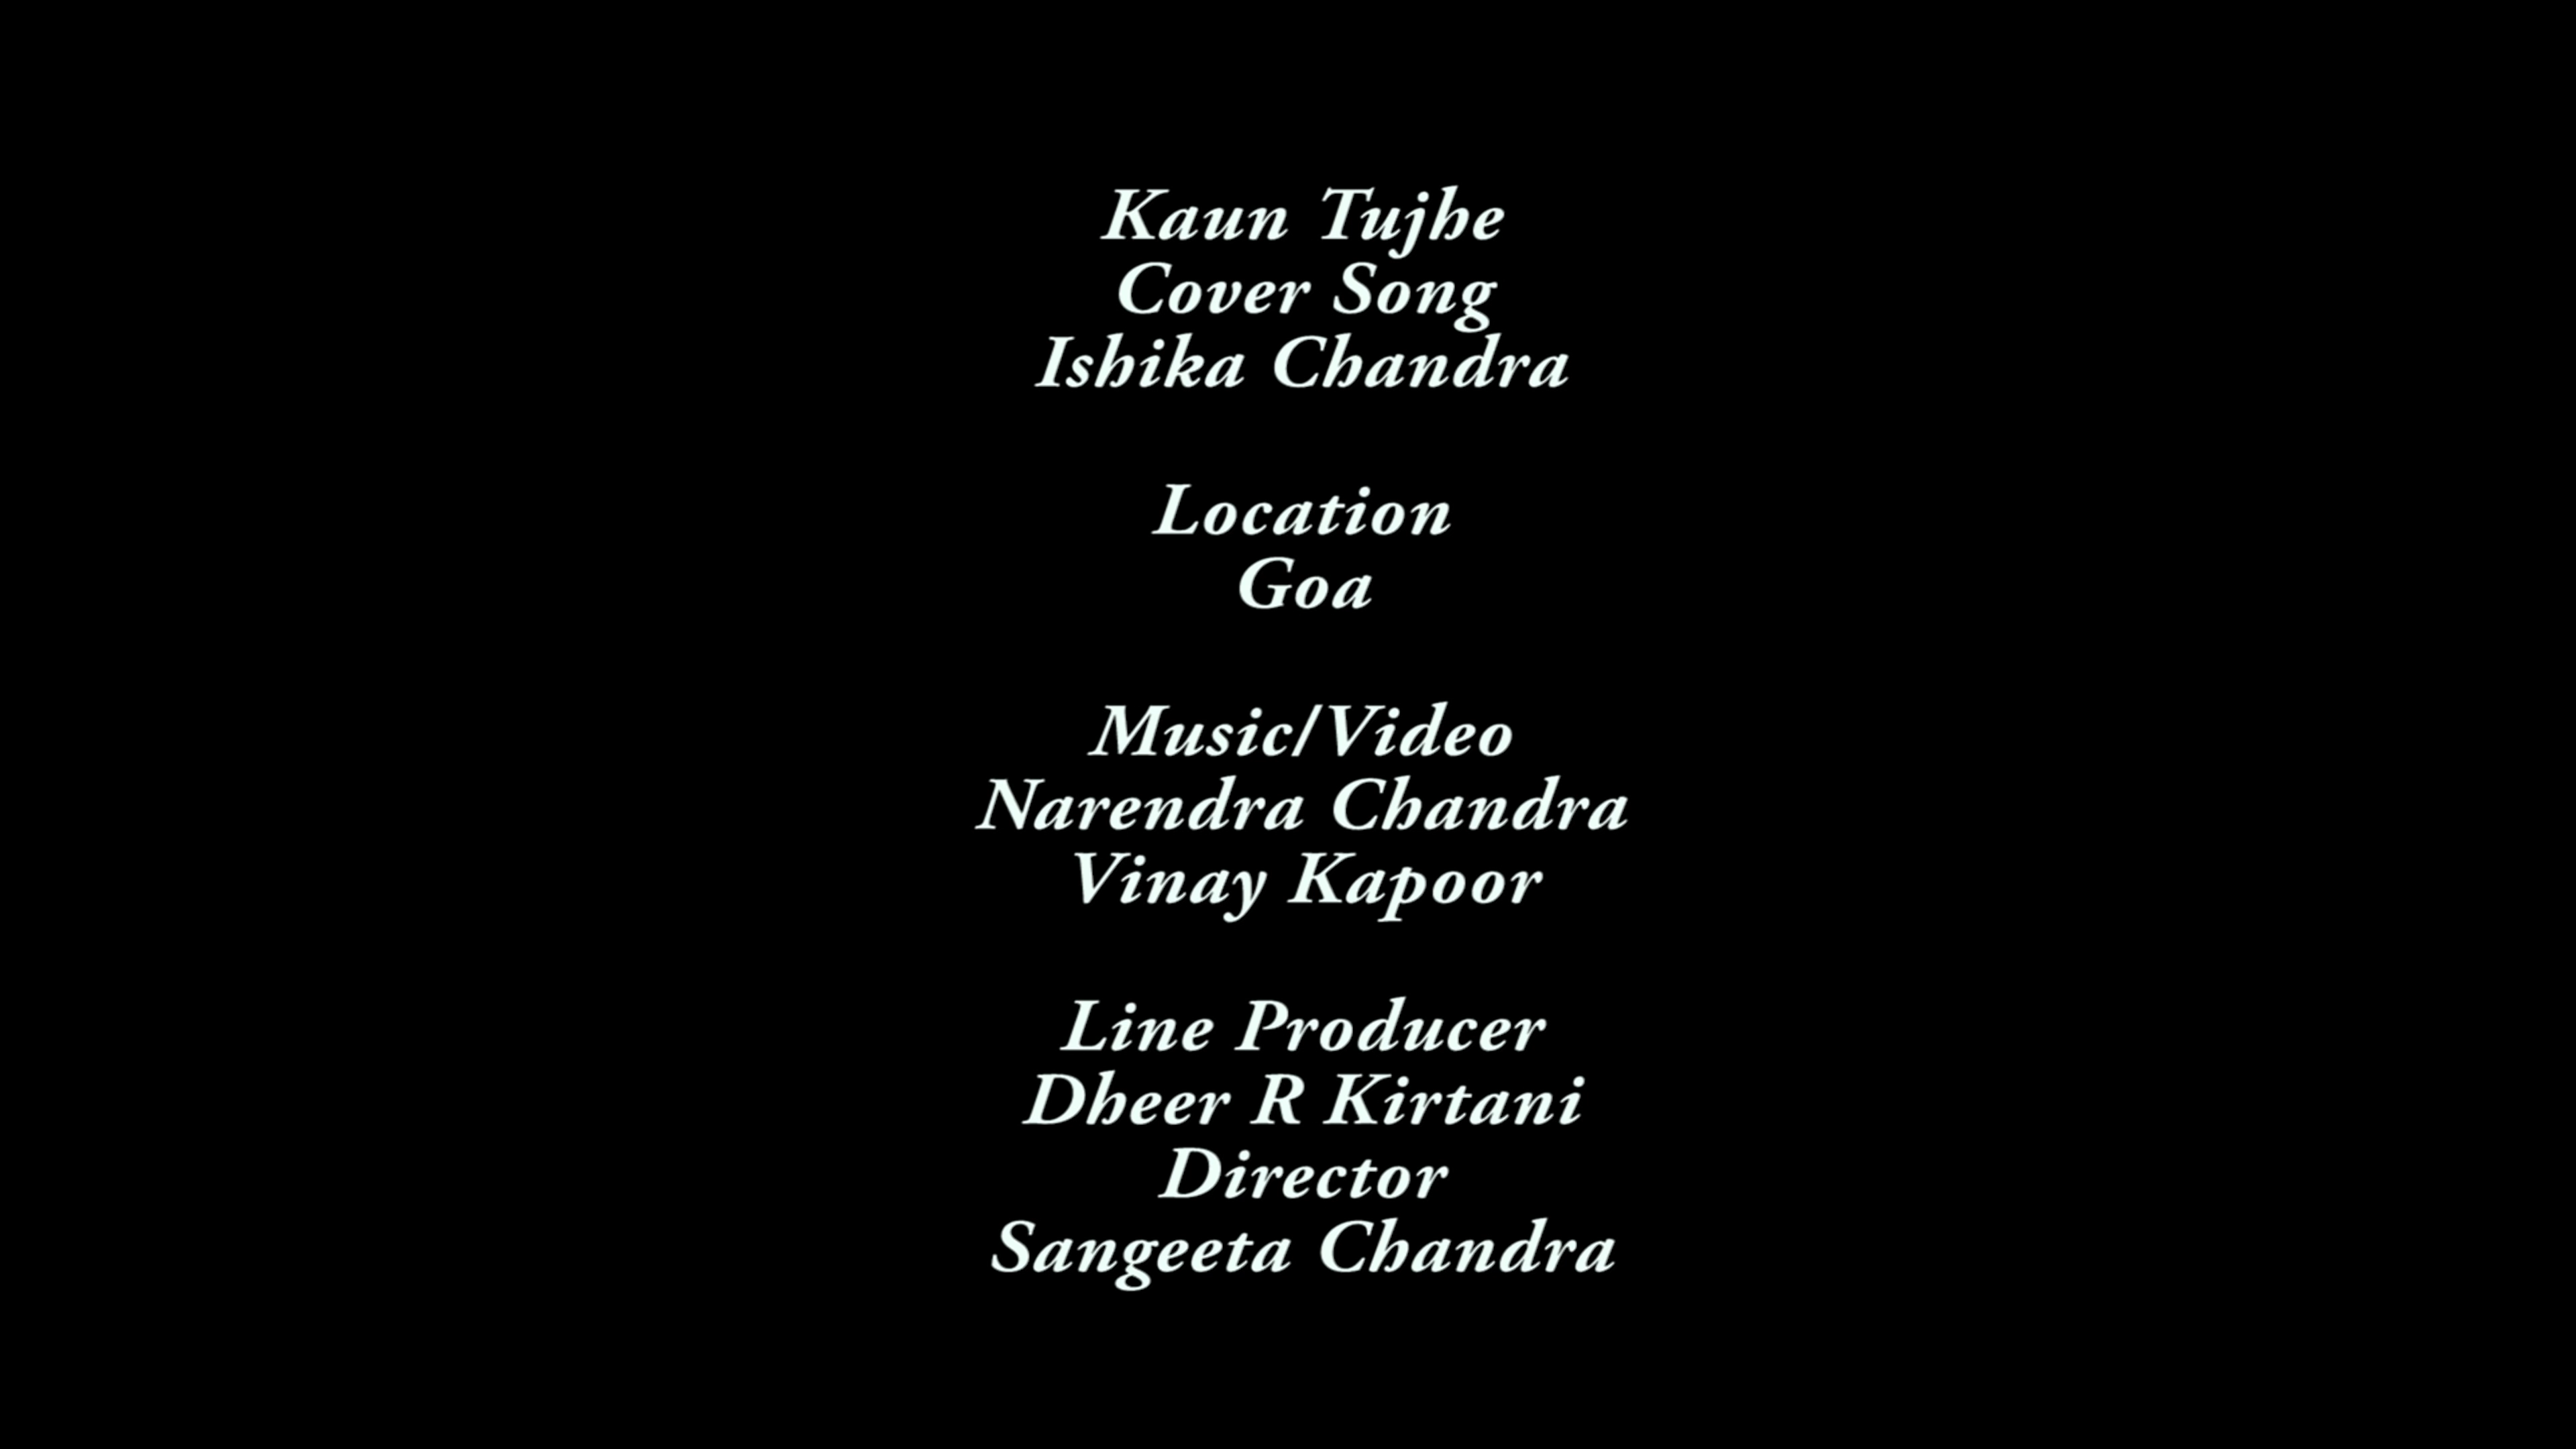 Kaun Tujhe
Cover Song
Ishika Chandra
Location
Goa
Music/Video
Narendra Chandra
Vinay Kapoor
Line Producer
Dheer R Kirtani
Director
Sangeeta Chandra